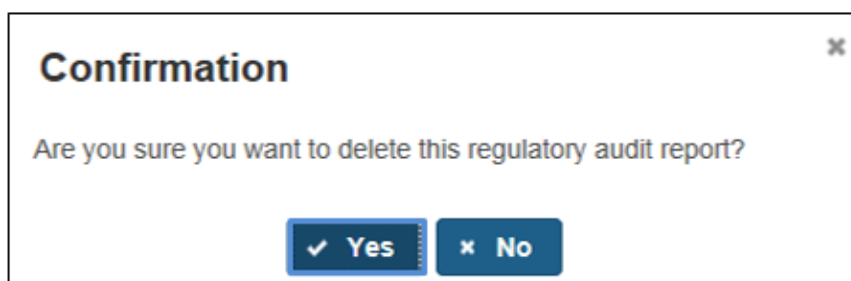 Confirmation
Are you sure you want to delete this regulatory audit report?
Yes No